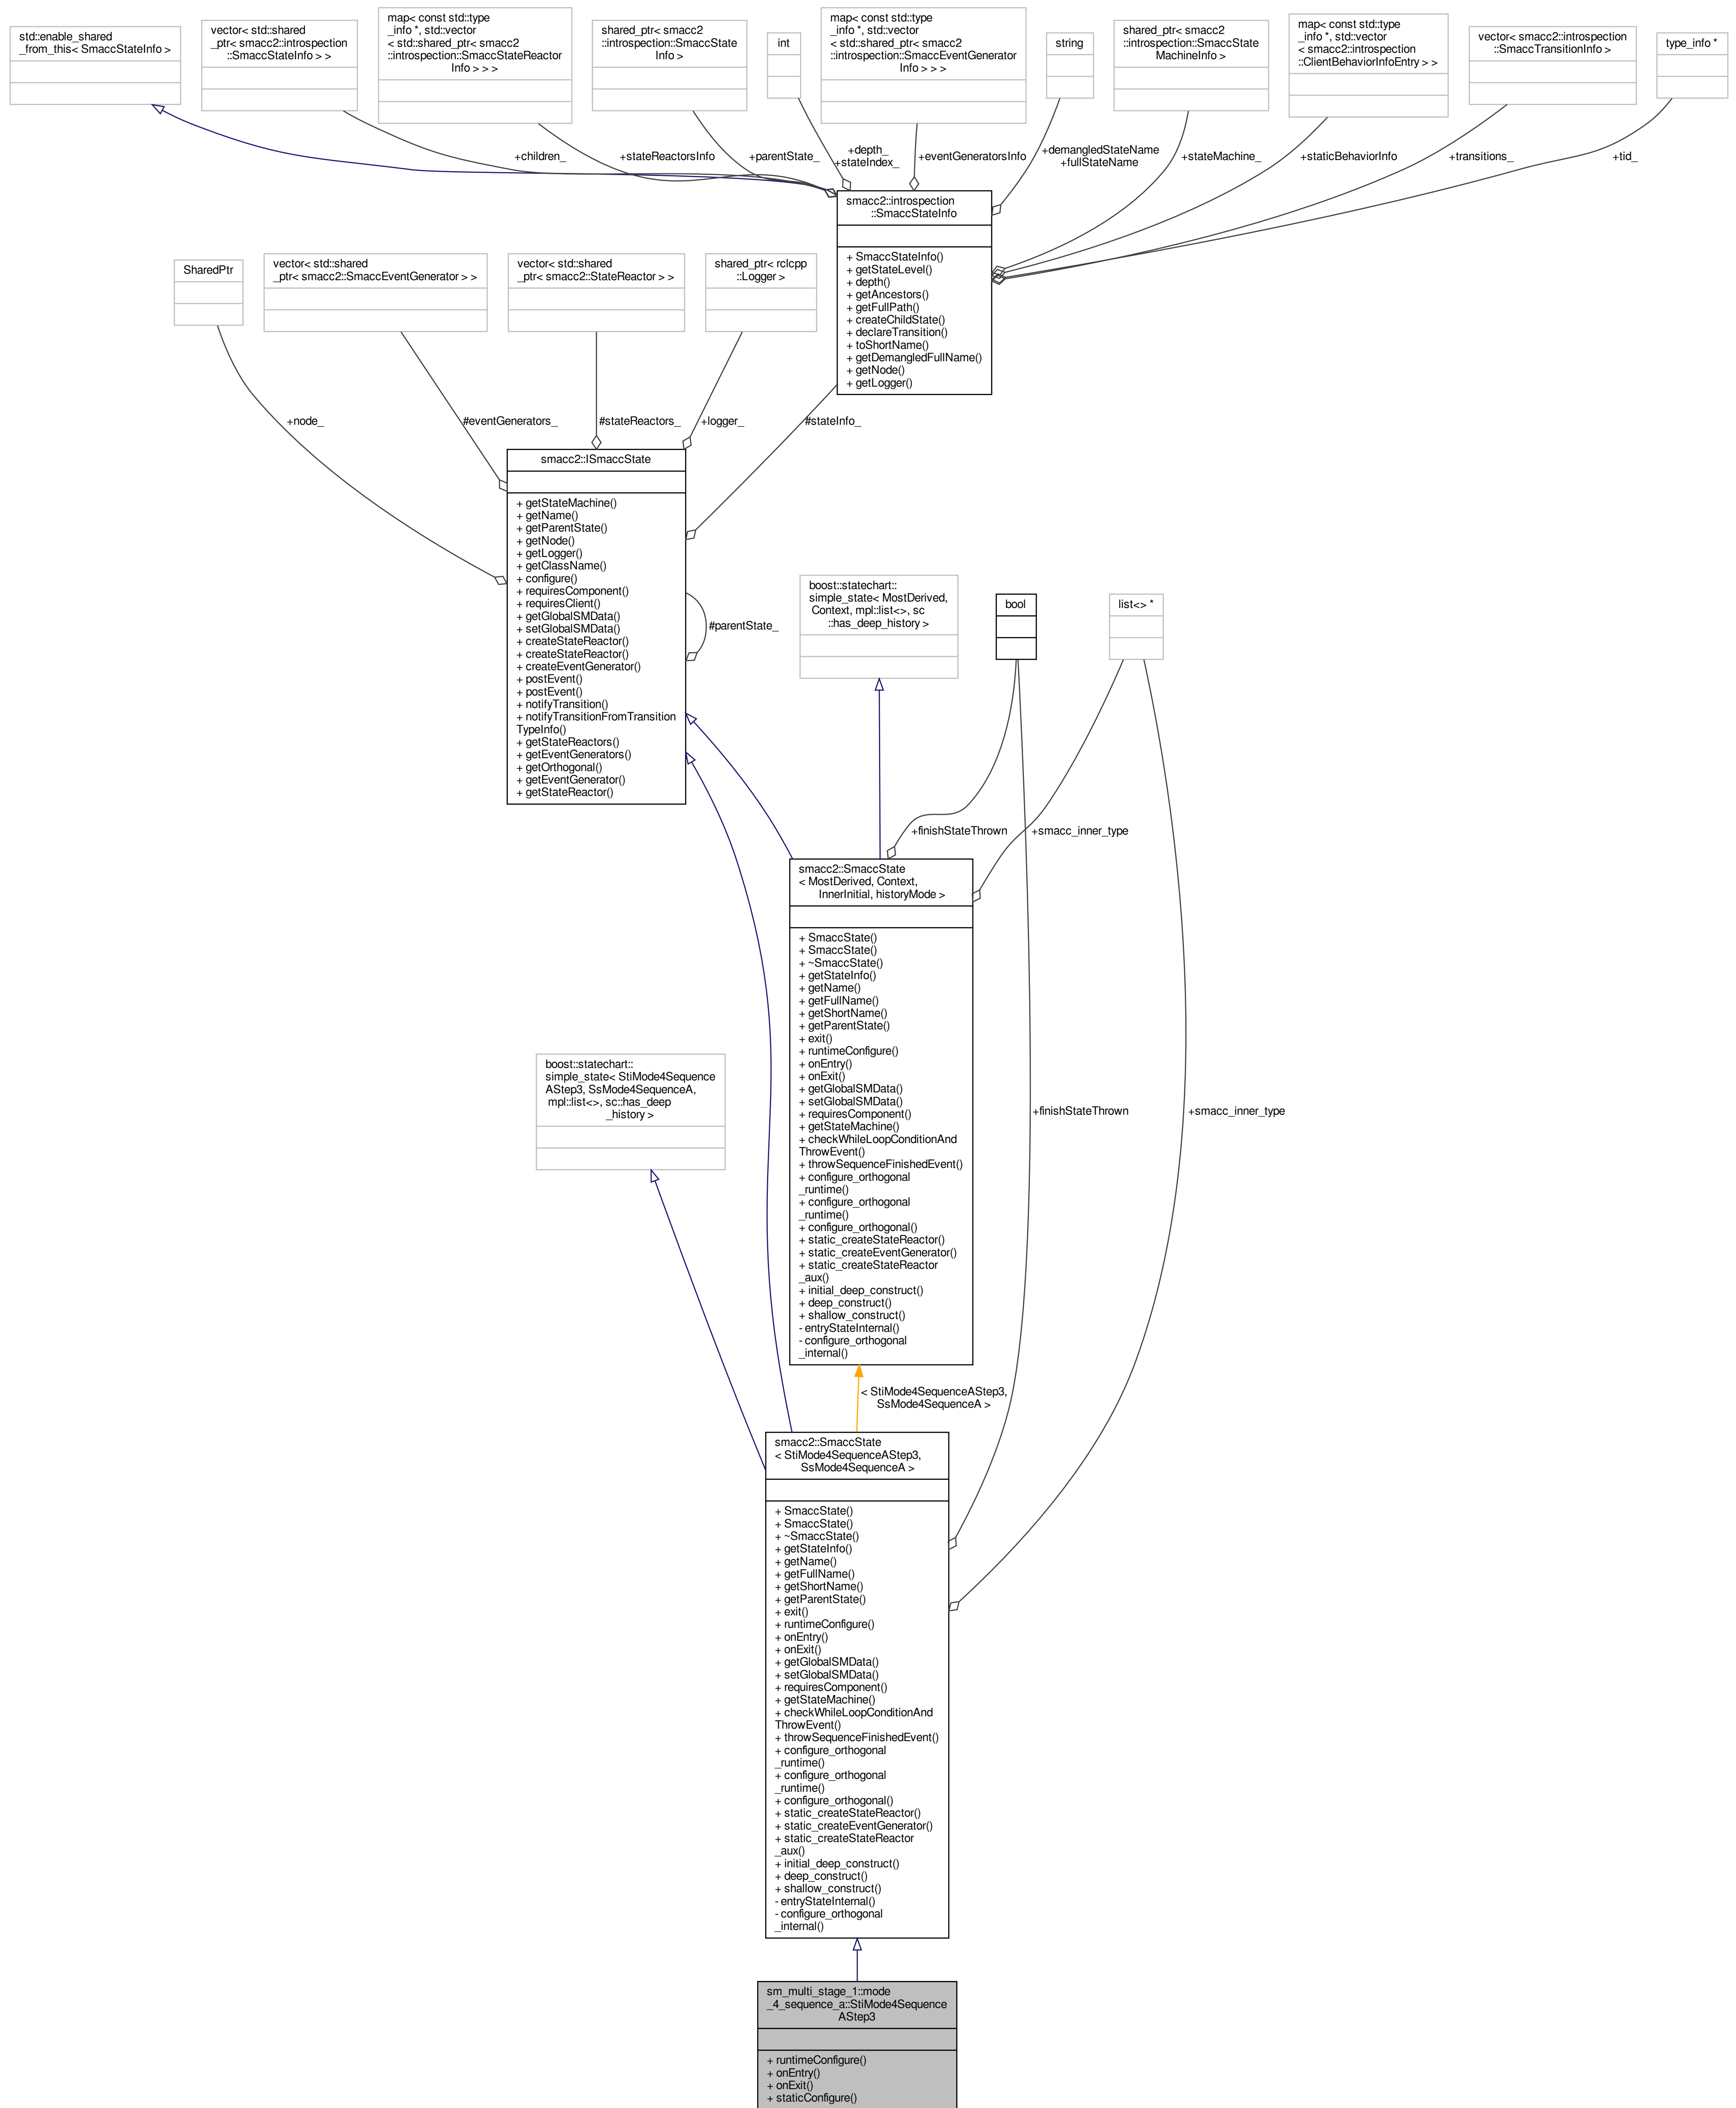 std::enable_shared
_from_this< SmaccStateInfo >
vector< std::shared
_ptr< smacc2::introspection
::SmaccStateInfo > >
map< const std::type
_info *, std::vector
< std::shared_ptr< smacc2
::introspection::SmaccStateReactor
Info > > >
shared_ptr< smacc2
::introspection::SmaccState
Info >
int
map< const std::type
_info *, std::vector
< std::shared_ptr< smacc2
::introspection::SmaccEventGenerator
Info > > >
string
shared_ptr< smacc2
::introspection::SmaccState
MachineInfo >
map< const std::type
_info *, std::vector
< smacc2::introspection
::ClientBehaviorInfoEntry > >
vector< smacc2::introspection
::SmaccTransitionInfo >
type_info *
+children_
+stateReactorsInfo
+parentState_
+depth_
+stateIndex_
+eventGeneratorsInfo
+demangledStateName
+fullStateName
+stateMachine_
+staticBehaviorInfo
+transitions_
+tid_
smacc2::introspection
::SmaccStateInfo
+ SmaccStateInfo()
+ getStateLevel()
+ depth()
+ getAncestors()
+ getFullPath()
+ createChildState()
+ declareTransition()
+ toShortName()
+ getDemangledFullName()
+ getNode()
+ getLogger()
SharedPtr
vector< std::shared
_ptr< smacc2::SmaccEventGenerator > >
vector< std::shared
_ptr< smacc2::StateReactor > >
shared_ptr< rclcpp
::Logger >
+node_
#eventGenerators_
#stateReactors_
+logger_
#stateInfo_
smacc2::ISmaccState
+ getStateMachine()
+ getName()
+ getParentState()
+ getNode()
+ getLogger()
+ getClassName()
+ configure()
+ requiresComponent()
+ requiresClient()
+ getGlobalSMData()
+ setGlobalSMData()
+ createStateReactor()
+ createStateReactor()
+ createEventGenerator()
+ postEvent()
+ postEvent()
+ notifyTransition()
+ notifyTransitionFromTransition
TypeInfo()
+ getStateReactors()
+ getEventGenerators()
+ getOrthogonal()
+ getEventGenerator()
+ getStateReactor()
#parentState_
boost::statechart::
simple_state< MostDerived,
Context, mpl::list<>, sc
::has_deep_history >
bool
list<> *
+finishStateThrown
+smacc_inner_type
smacc2::SmaccState
< MostDerived, Context,
InnerInitial, historyMode >
+ SmaccState()
+ SmaccState()
+ ~SmaccState()
+ getStateInfo()
+ getName()
+ getFullName()
+ getShortName()
+ getParentState()
+ exit()
+ runtimeConfigure()
+ onEntry()
+ onExit()
+ getGlobalSMData()
+ setGlobalSMData()
+ requiresComponent()
+ getStateMachine()
+ checkWhileLoopConditionAnd
ThrowEvent()
+ throwSequenceFinishedEvent()
+ configure_orthogonal
_runtime()
+ configure_orthogonal
_runtime()
+ configure_orthogonal()
+ static_createStateReactor()
+ static_createEventGenerator()
+ static_createStateReactor
_aux()
+ initial_deep_construct()
+ deep_construct()
+ shallow_construct()
- entryStateInternal()
- configure_orthogonal
_internal()
boost::statechart::
simple_state< StiMode4Sequence
AStep3, SsMode4SequenceA,
mpl::list<>, sc::has_deep
_history >
+finishStateThrown
+smacc_inner_type
< StiMode4SequenceAStep3,
SsMode4SequenceA >
smacc2::SmaccState
< StiMode4SequenceAStep3,
SsMode4SequenceA >
+ SmaccState()
+ SmaccState()
+ ~SmaccState()
+ getStateInfo()
+ getName()
+ getFullName()
+ getShortName()
+ getParentState()
+ exit()
+ runtimeConfigure()
+ onEntry()
+ onExit()
+ getGlobalSMData()
+ setGlobalSMData()
+ requiresComponent()
+ getStateMachine()
+ checkWhileLoopConditionAnd
ThrowEvent()
+ throwSequenceFinishedEvent()
+ configure_orthogonal
_runtime()
+ configure_orthogonal
_runtime()
+ configure_orthogonal()
+ static_createStateReactor()
+ static_createEventGenerator()
+ static_createStateReactor
_aux()
+ initial_deep_construct()
+ deep_construct()
+ shallow_construct()
- entryStateInternal()
- configure_orthogonal
_internal()
sm_multi_stage_1::mode
_4_sequence_a::StiMode4Sequence
AStep3
+ runtimeConfigure()
+ onEntry()
+ onExit()
+ staticConfigure()